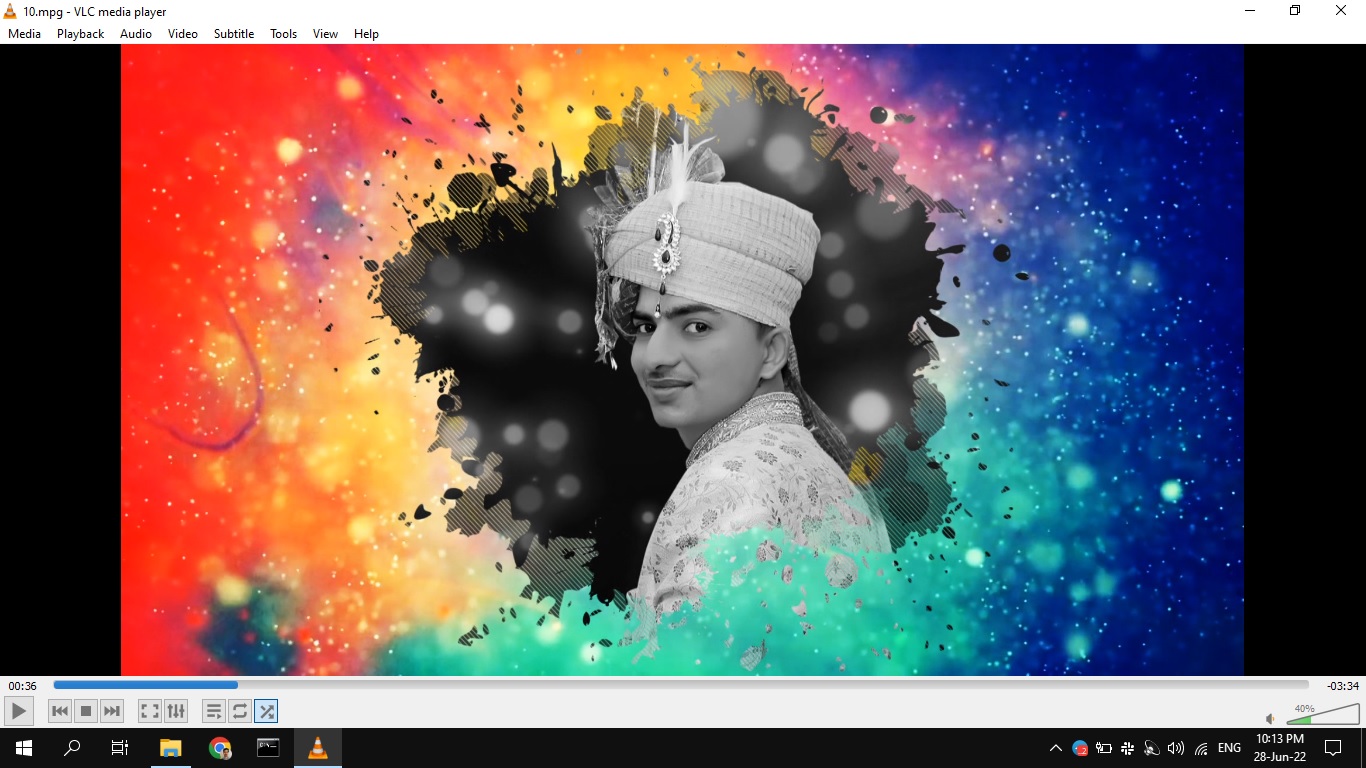 10.mpg - VLC media player
Media Playback Audio Video Subtitle Tools View Help
00:36
-03:34
40%
2
ENG
10:13 PM
28-Jun-22